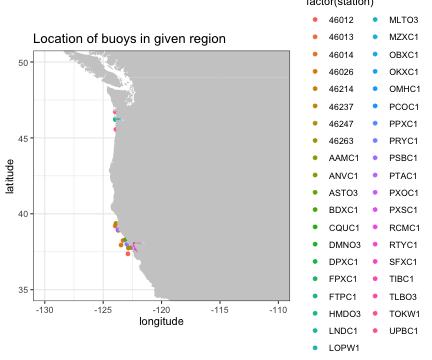 factor(station)
Location of buoys in given region
50
45
40
35
-130
-125
-120
-115
-110
latitude
longitude
46012
46013
46014
46026
46214
46237
46247
46263
AAMC1
ANVC1
ASTO3
BDXC1
CQUC1
DMNO3
DPXC1
FPXC1
FTPC1
HMDO3
LNDC1
LOPW1
MLTO3
MZXC1
OBXC1
OKXC1
OMHC1
PCOC1
PPXC1
PRYC1
PSBC1
PTAC1
PXOC1
PXSC1
RCMC1
RTYC1
SFXC1
TIBC1
TLBO3
TOKW1
UPBC1